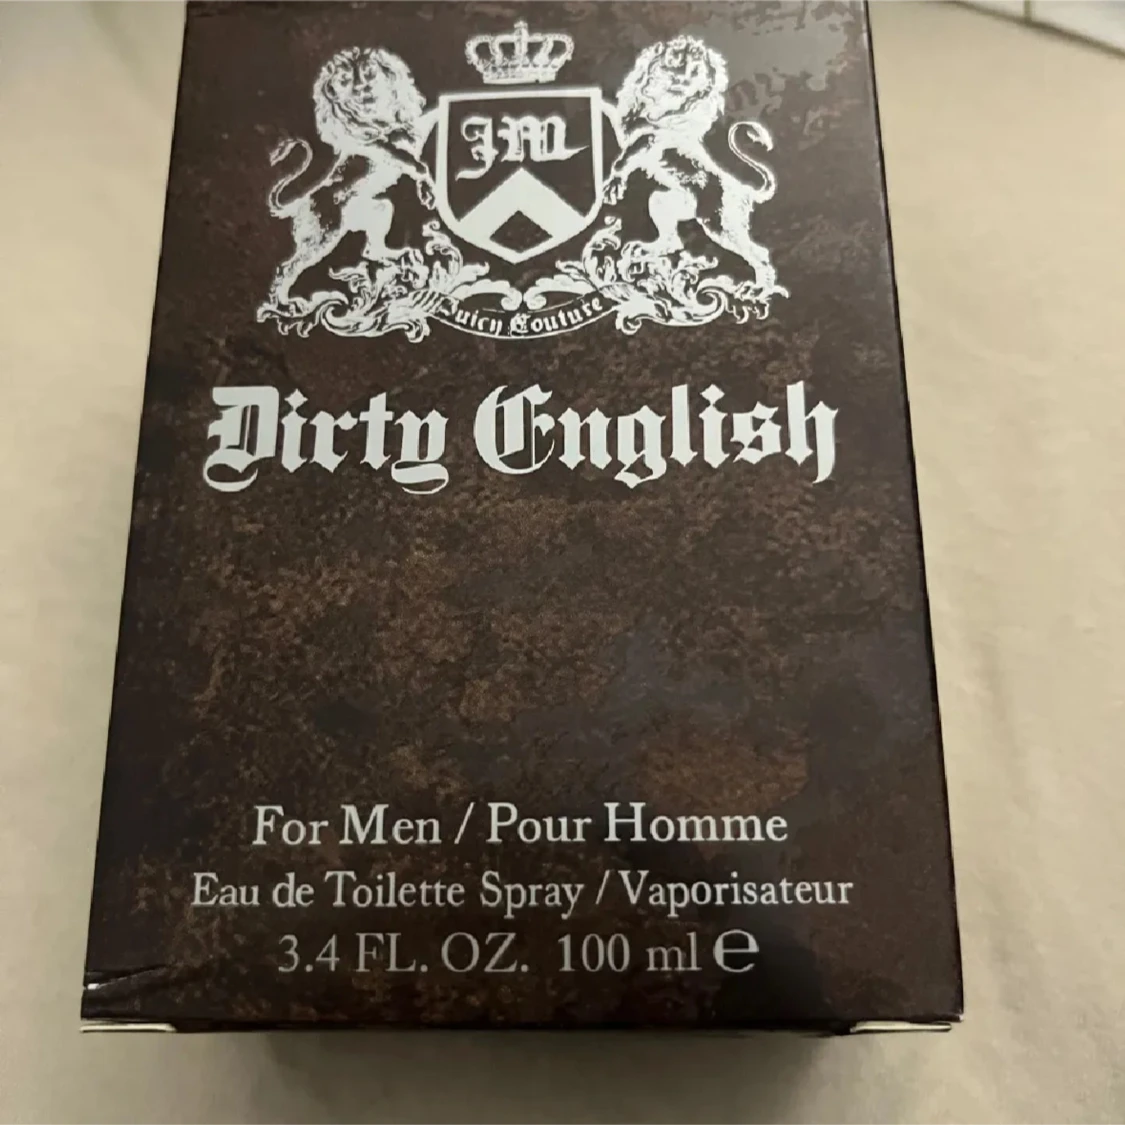 JM
Juicy Couture
Dirty English
For Men / Pour Homme
Eau de Toilette Spray / Vaporisateur
3.4 FL. OZ. 100 ml ℮